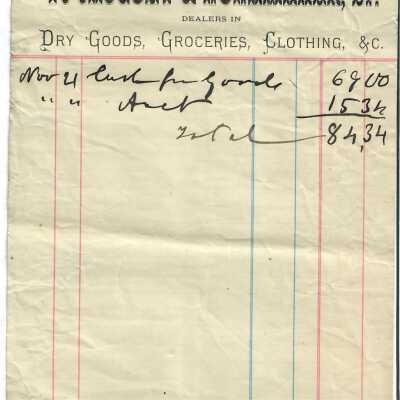 DEALERS IN
DRY GOODS, GROCERIES, CLOTHING, &C.
Nov 21 Cash for Goods 69 00
" " Acct 15 34
Total 84,34